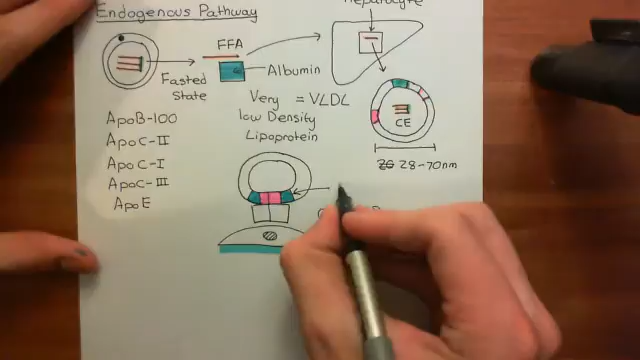 Endogenous Pathway
Hepatocyte
FFA
Albumin
Fasted
State
Very = VLDL
low Density
Lipoprotein
CE
28-70nm
ApoB-100
ApoC-II
ApoC-I
ApoC-III
ApoE